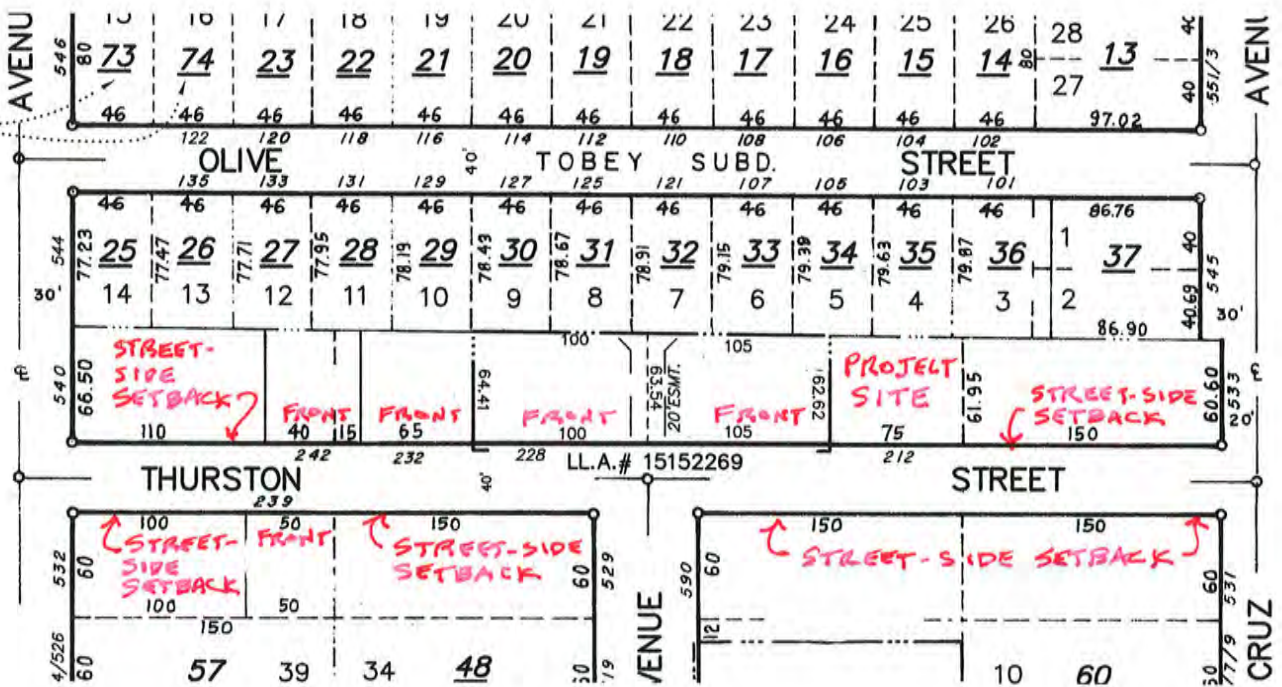 AVENU 546 80 15 16 17 18 19 20 21 22 23 24 25 26 28 40 AVENU
73 74 23 22 21 20 19 18 17 16 15 14 80 13 551/3
27
46 46 46 46 46 46 46 46 46 46 46 46 97.02 40
122 120 118 116 114 112 110 108 106 104 102
OLIVE 40' TOBEY SUBD. STREET
135 133 131 129 127 125 121 107 105 103 101
46 46 46 46 46 46 46 46 46 46 46 46 86.76
544 77.23 77.47 77.71 77.95 78.19 78.43 78.67 78.91 79.15 79.39 79.63 79.87 1 40 545
25 26 27 28 29 30 31 32 33 34 35 36 37
14 13 12 11 10 9 8 7 6 5 4 3 2 40.69
30' 86.90 30'
100 105
STREET-
SIDE
SETBACK
PROJECT
SITE
STREET-SIDE
SETBACK
540 66.50 64.41 63.54 20'ESMT. 62.62 61.95 60.60 533
FRONT FRONT FRONT FRONT
20'
110 40 15 65 100 105 75 150
242 232 228 LL.A.# 15152269 212
THURSTON 40' STREET
239
100 50 150 150 150
STREET-
SIDE
SETBACK
FRONT
STREET-SIDE
SETBACK
STREET-SIDE SETBACK
532 60 60 529 590 60 60 531
100 50
150
12
4/526 60 57 39 34 48 VENUE 10 60 77/9 CRUZ